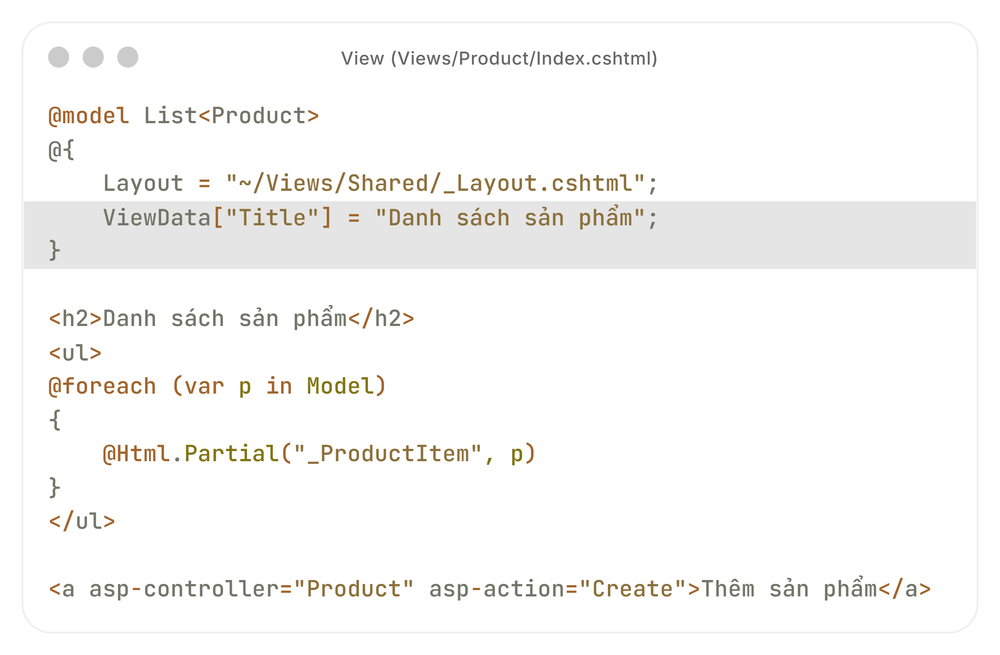 View (Views/Product/Index.cshtml)
@model List<Product>
@{
    Layout = "~/Views/Shared/_Layout.cshtml";
    ViewData["Title"] = "Danh sách sản phẩm";
}
<h2>Danh sách sản phẩm</h2>
<ul>
@foreach (var p in Model)
{
    @Html.Partial("_ProductItem", p)
}
</ul>
<a asp-controller="Product" asp-action="Create">Thêm sản phẩm</a>